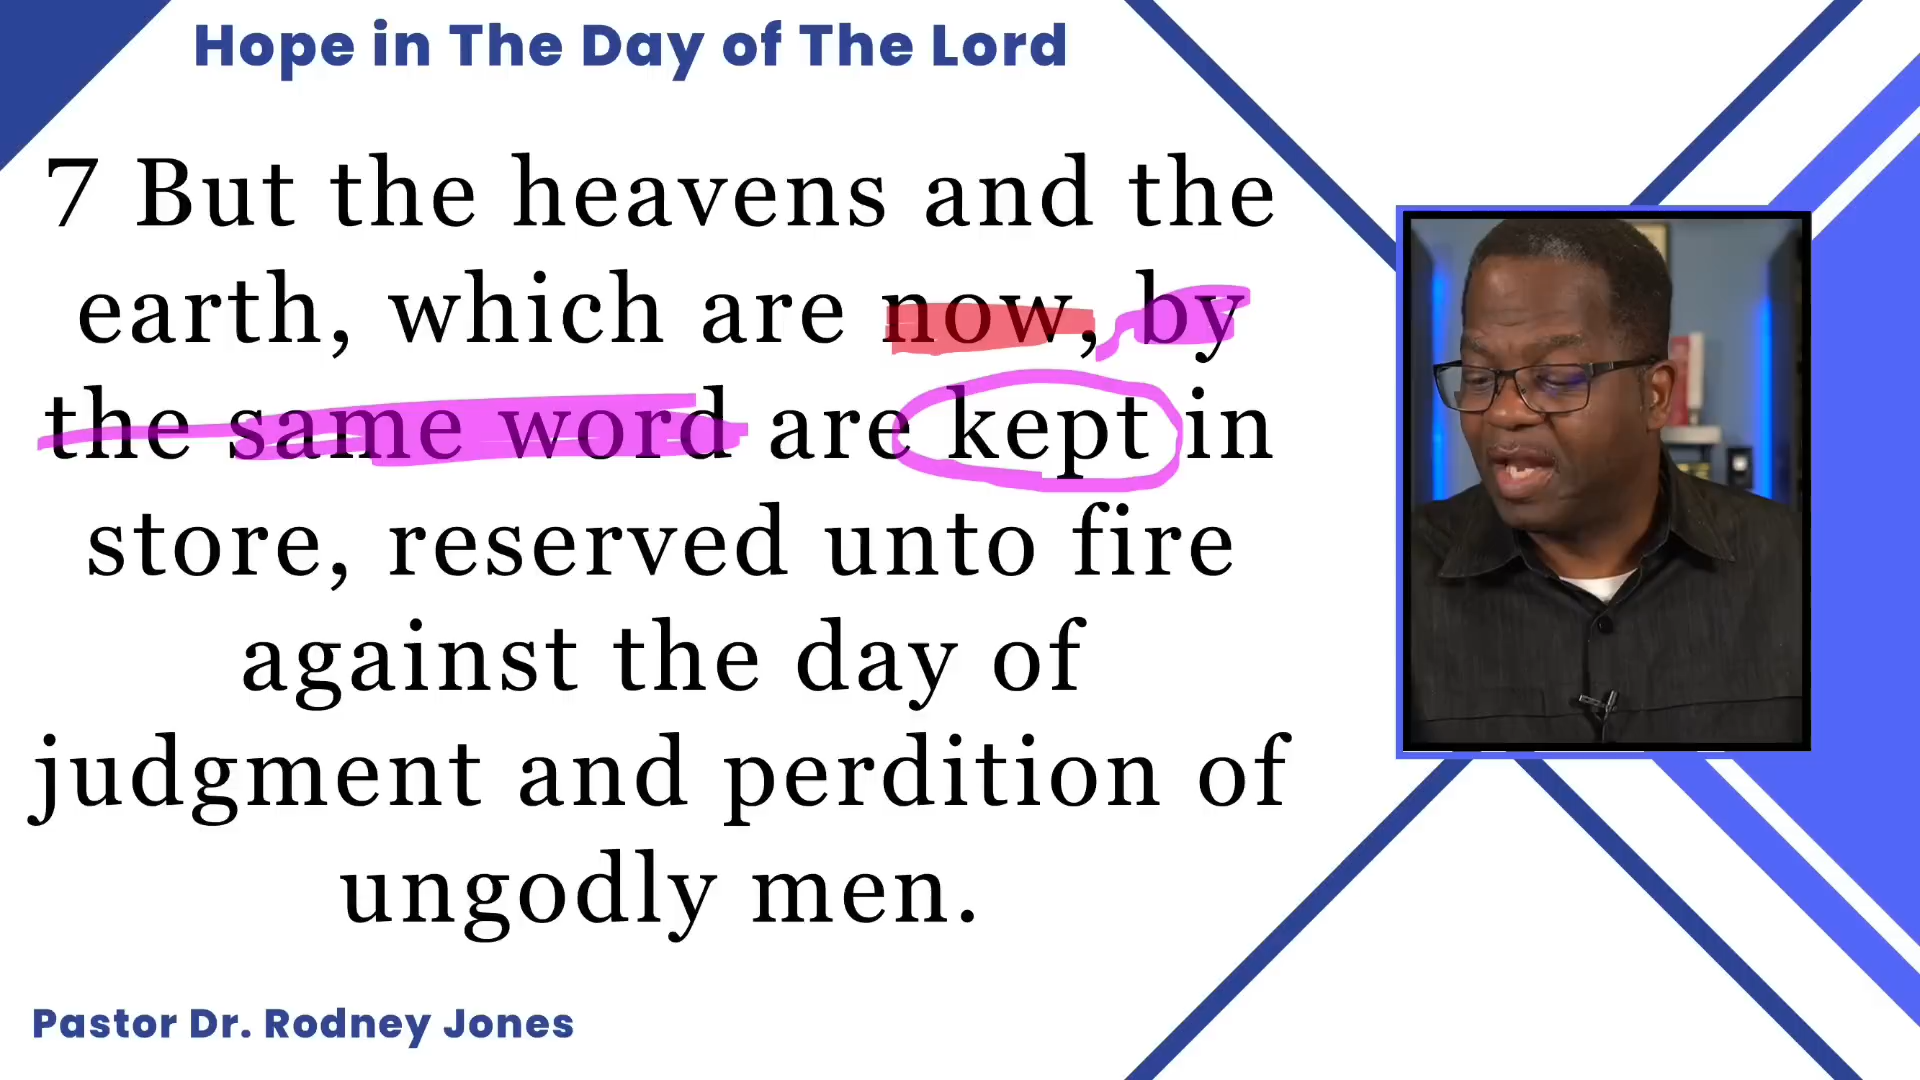 Hope in The Day of The Lord
7 But the heavens and the
earth, which are now, by
the same word are kept in
store, reserved unto fire
against the day of
judgment and perdition of
ungodly men.
Pastor Dr. Rodney Jones